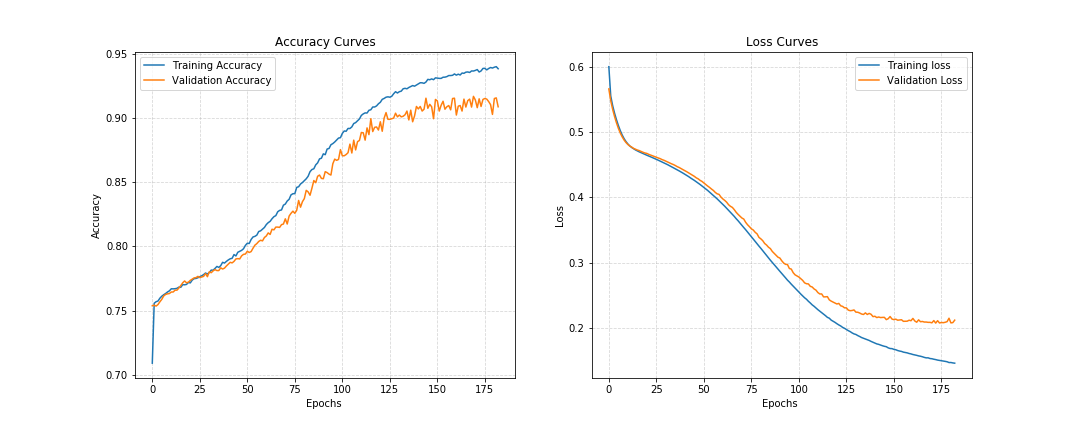 Accuracy Curves
Training Accuracy
Validation Accuracy
Accuracy
0.95
0.90
0.85
0.80
0.75
0.70
0 25 50 75 100 125 150 175
Epochs
Loss Curves
Training loss
Validation Loss
Loss
0.6
0.5
0.4
0.3
0.2
0 25 50 75 100 125 150 175
Epochs